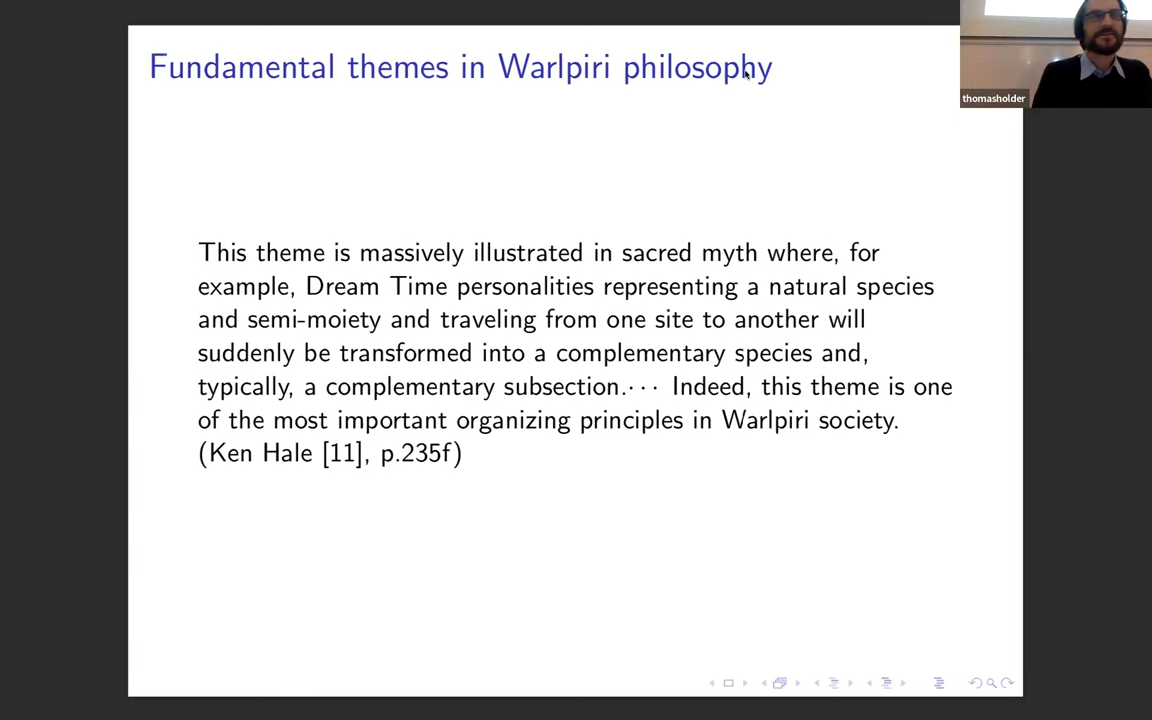 Fundamental themes in Warlpiri philosophy
thomasholder
This theme is massively illustrated in sacred myth where, for
example, Dream Time personalities representing a natural species
and semi-moiety and traveling from one site to another will
suddenly be transformed into a complementary species and,
typically, a complementary subsection.··· Indeed, this theme is one
of the most important organizing principles in Warlpiri society.
(Ken Hale [11], p.235f)